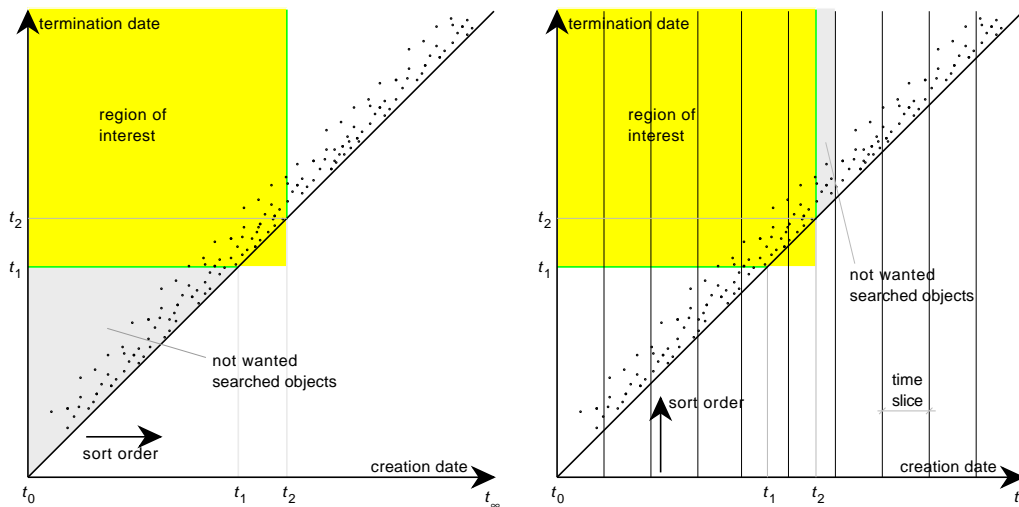 termination date
region of
interest
t2
t1
not wanted
searched objects
sort order
creation date
t0
t1
t2
t∞
termination date
region of
interest
t2
t1
not wanted
searched objects
time
slice
sort order
creation date
t0
t1
t2
t